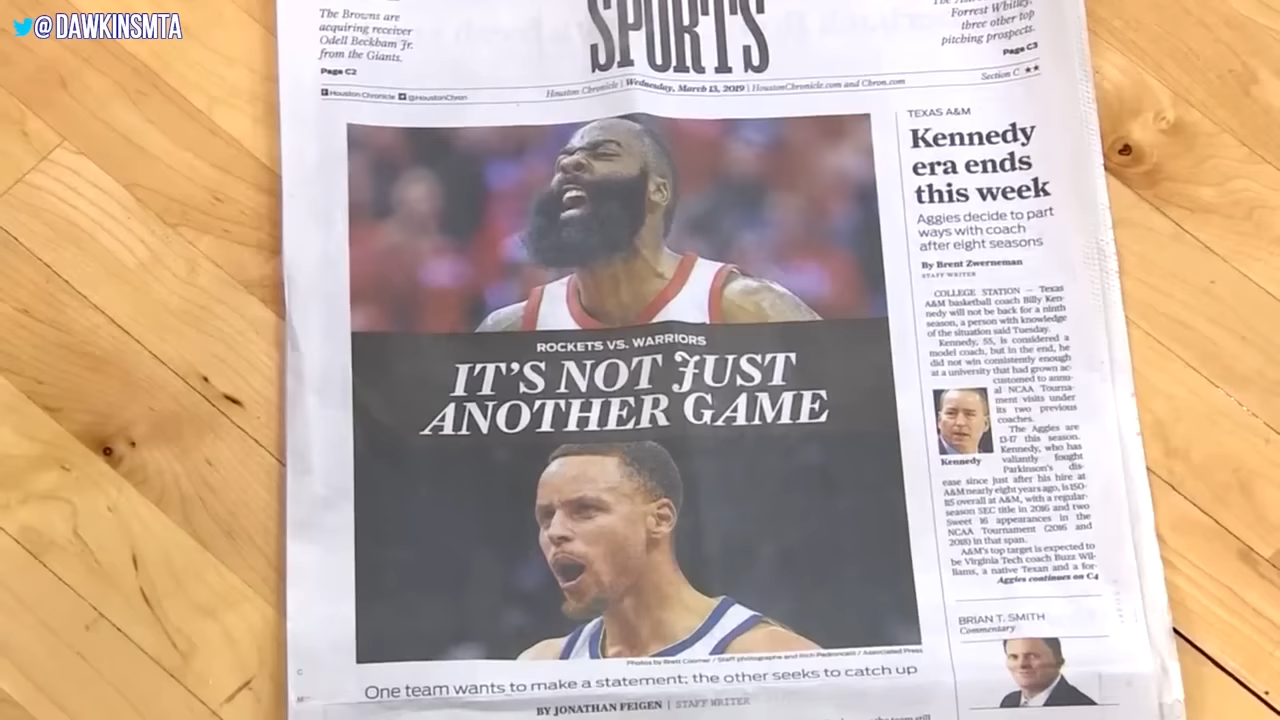 @DAWKINSMTA
The Browns are
acquiring receiver
Odell Beckham Jr.
from the Giants.
Page C2
SPORTS
Forrest Whitley,
three other top
pitching prospects.
Page C3
Houston Chronicle @HoustonChron
Houston Chronicle | Wednesday, March 13, 2019 | HoustonChronicle.com and Chron.com
Section C ★★
ROCKETS VS. WARRIORS
IT'S NOT JUST
ANOTHER GAME
Photos by Brett Coomer / Staff photographer and Rich Pedroncelli / Associated Press
One team wants to make a statement; the other seeks to catch up
BY JONATHAN FEIGEN | STAFF WRITER
TEXAS A&M
Kennedy
era ends
this week
Aggies decide to part
ways with coach
after eight seasons
By Brent Zwerneman
STAFF WRITER
COLLEGE STATION — Texas
A&M basketball coach Billy Ken-
nedy will not be back for a ninth
season, a person with knowledge
of the situation said Tuesday.
Kennedy, 55, is considered a
model coach, but in the end, he
did not win consistently enough
at a university that had grown ac-
customed to annu-
al NCAA Tourna-
ment visits under
its two previous
coaches.
The Aggies are
13-17 this season.
Kennedy, who has
valiantly fought
Parkinson's dis-
Kennedy
ease since just after his hire at
A&M nearly eight years ago, is 150-
115 overall at A&M, with a regular-
season SEC title in 2016 and two
Sweet 16 appearances in the
NCAA Tournament (2016 and
2018) in that span.
A&M's top target is expected to
be Virginia Tech coach Buzz Wil-
liams, a native Texan and a for-
Aggies continues on C4
BRIAN T. SMITH
Commentary